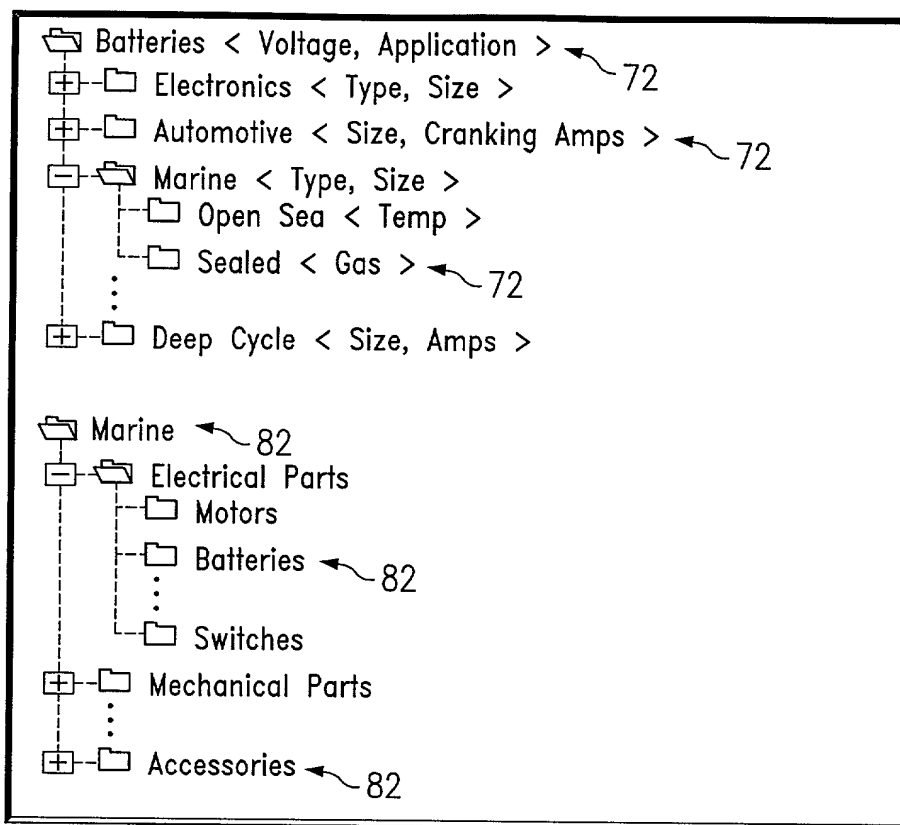 Batteries < Voltage, Application >
72
Electronics < Type, Size >
Automotive < Size, Cranking Amps >
72
Marine < Type, Size >
Open Sea < Temp >
Sealed < Gas >
72
Deep Cycle < Size, Amps >
Marine
82
Electrical Parts
Motors
Batteries
82
Switches
Mechanical Parts
Accessories
82